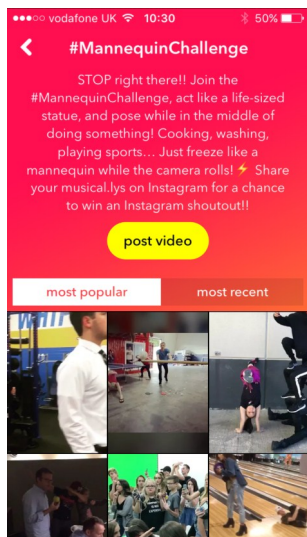 vodafone UK 10:30 50%
#MannequinChallenge
STOP right there!! Join the
#MannequinChallenge, act like a life-sized
statue, and pose while in the middle of
doing something! Cooking, washing,
playing sports... Just freeze like a
mannequin while the camera rolls! ⚡ Share
your musical.lys on Instagram for a chance
to win an Instagram shoutout!!
post video
most popular most recent